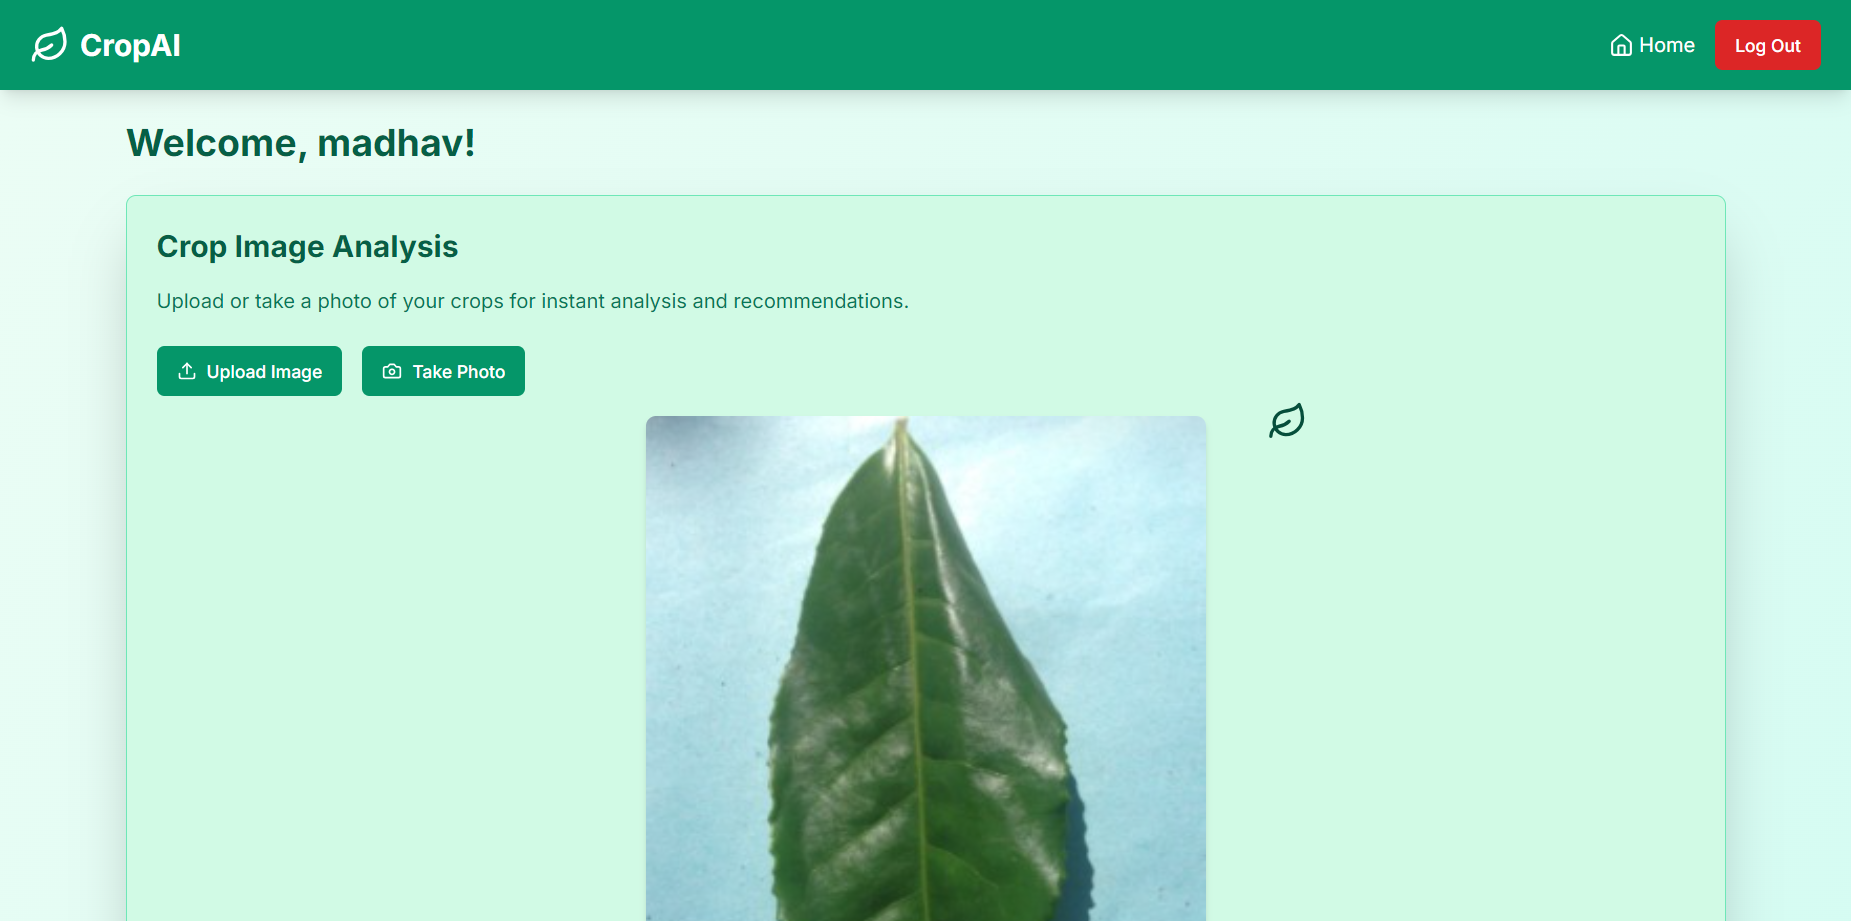 CropAI
Home
Log Out
Welcome, madhav!
Crop Image Analysis
Upload or take a photo of your crops for instant analysis and recommendations.
Upload Image
Take Photo